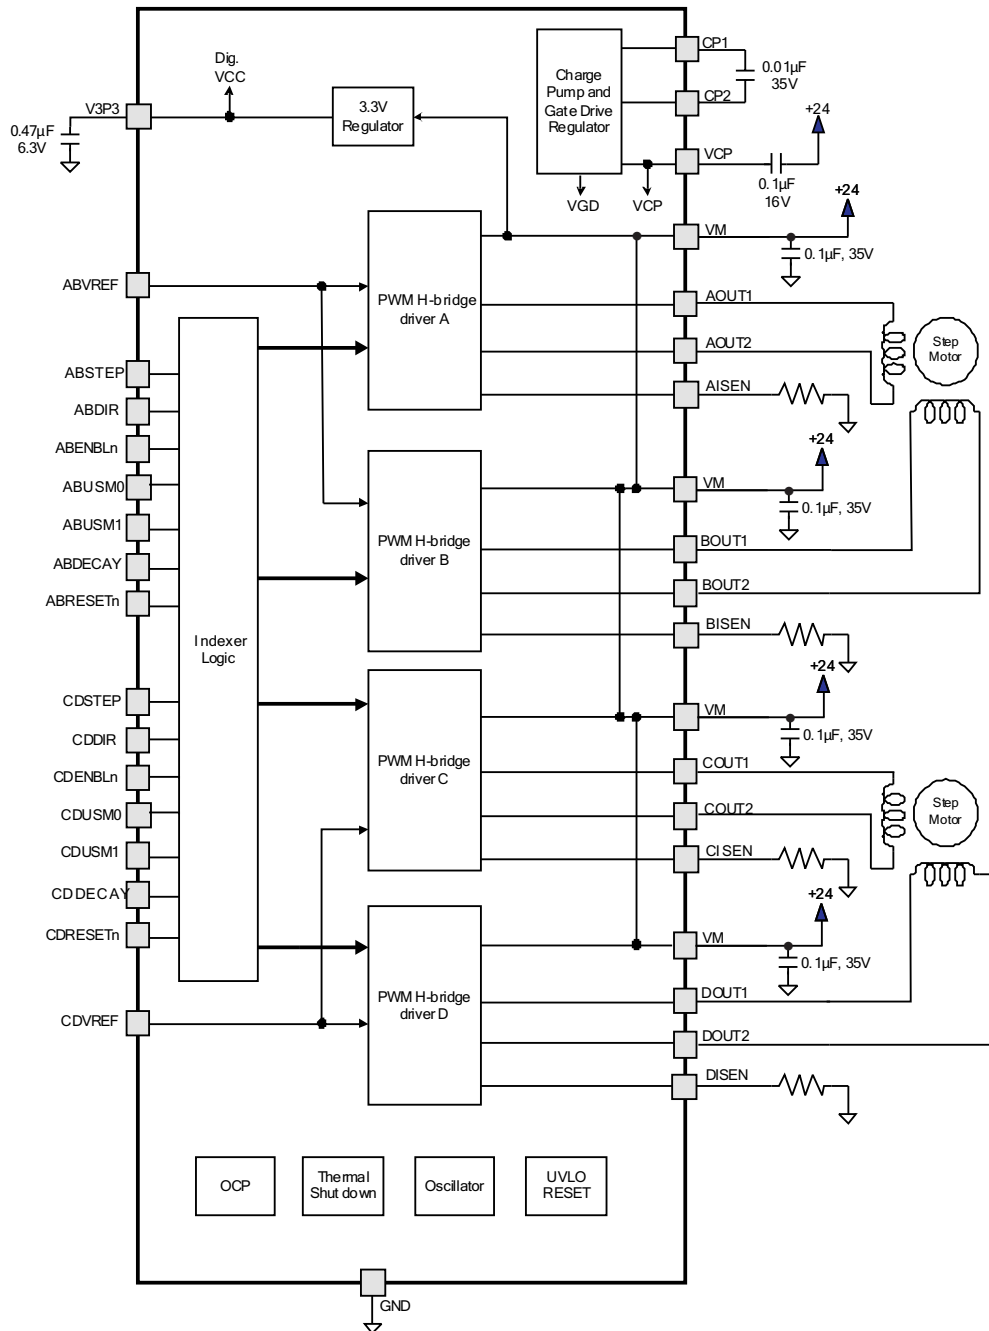 Dig.
VCC
V3P3
0.47µF
6.3V
3.3V
Regulator
Charge
Pump and
Gate Drive
Regulator
CP1
CP2
0.01µF
35V
+24
VCP
0.1µF
16V
VGD
VCP
+24
VM
0.1µF, 35V
ABVREF
PWM H-bridge
driver A
AOUT1
AOUT2
AISEN
Step
Motor
ABSTEP
ABDIR
ABENBLn
ABUSM0
ABUSM1
ABDECAY
ABRESETn
+24
VM
0.1µF, 35V
PWM H-bridge
driver B
BOUT1
BOUT2
BISEN
Indexer
Logic
CDSTEP
CDDIR
CDENBLn
CDUSM0
CDUSM1
CDDECAY
CDRESETn
+24
VM
0.1µF, 35V
PWM H-bridge
driver C
COUT1
COUT2
CISEN
Step
Motor
+24
VM
0.1µF, 35V
CDVREF
PWM H-bridge
driver D
DOUT1
DOUT2
DISEN
OCP
Thermal
Shut down
Oscillator
UVLO
RESET
GND